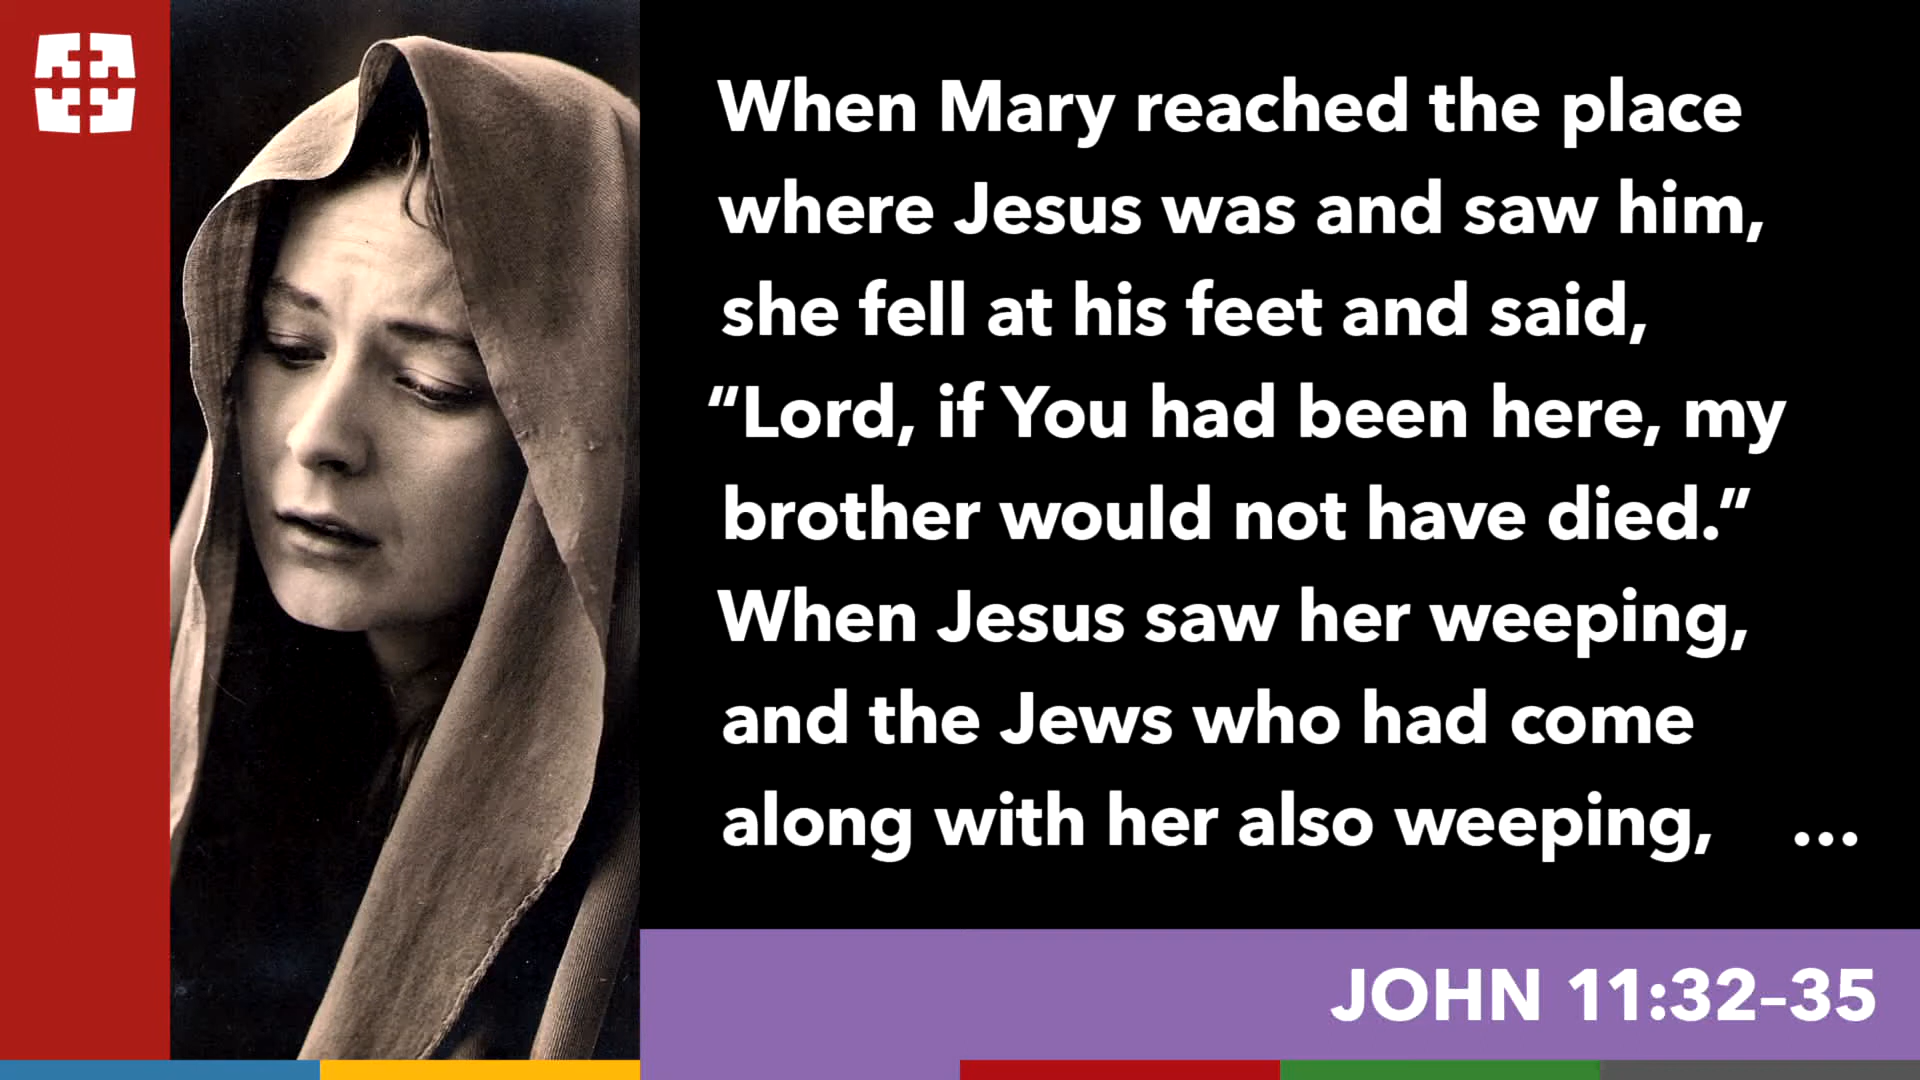 When Mary reached the place
where Jesus was and saw him,
she fell at his feet and said,
“Lord, if You had been here, my
brother would not have died.”
When Jesus saw her weeping,
and the Jews who had come
along with her also weeping, ...
JOHN 11:32–35